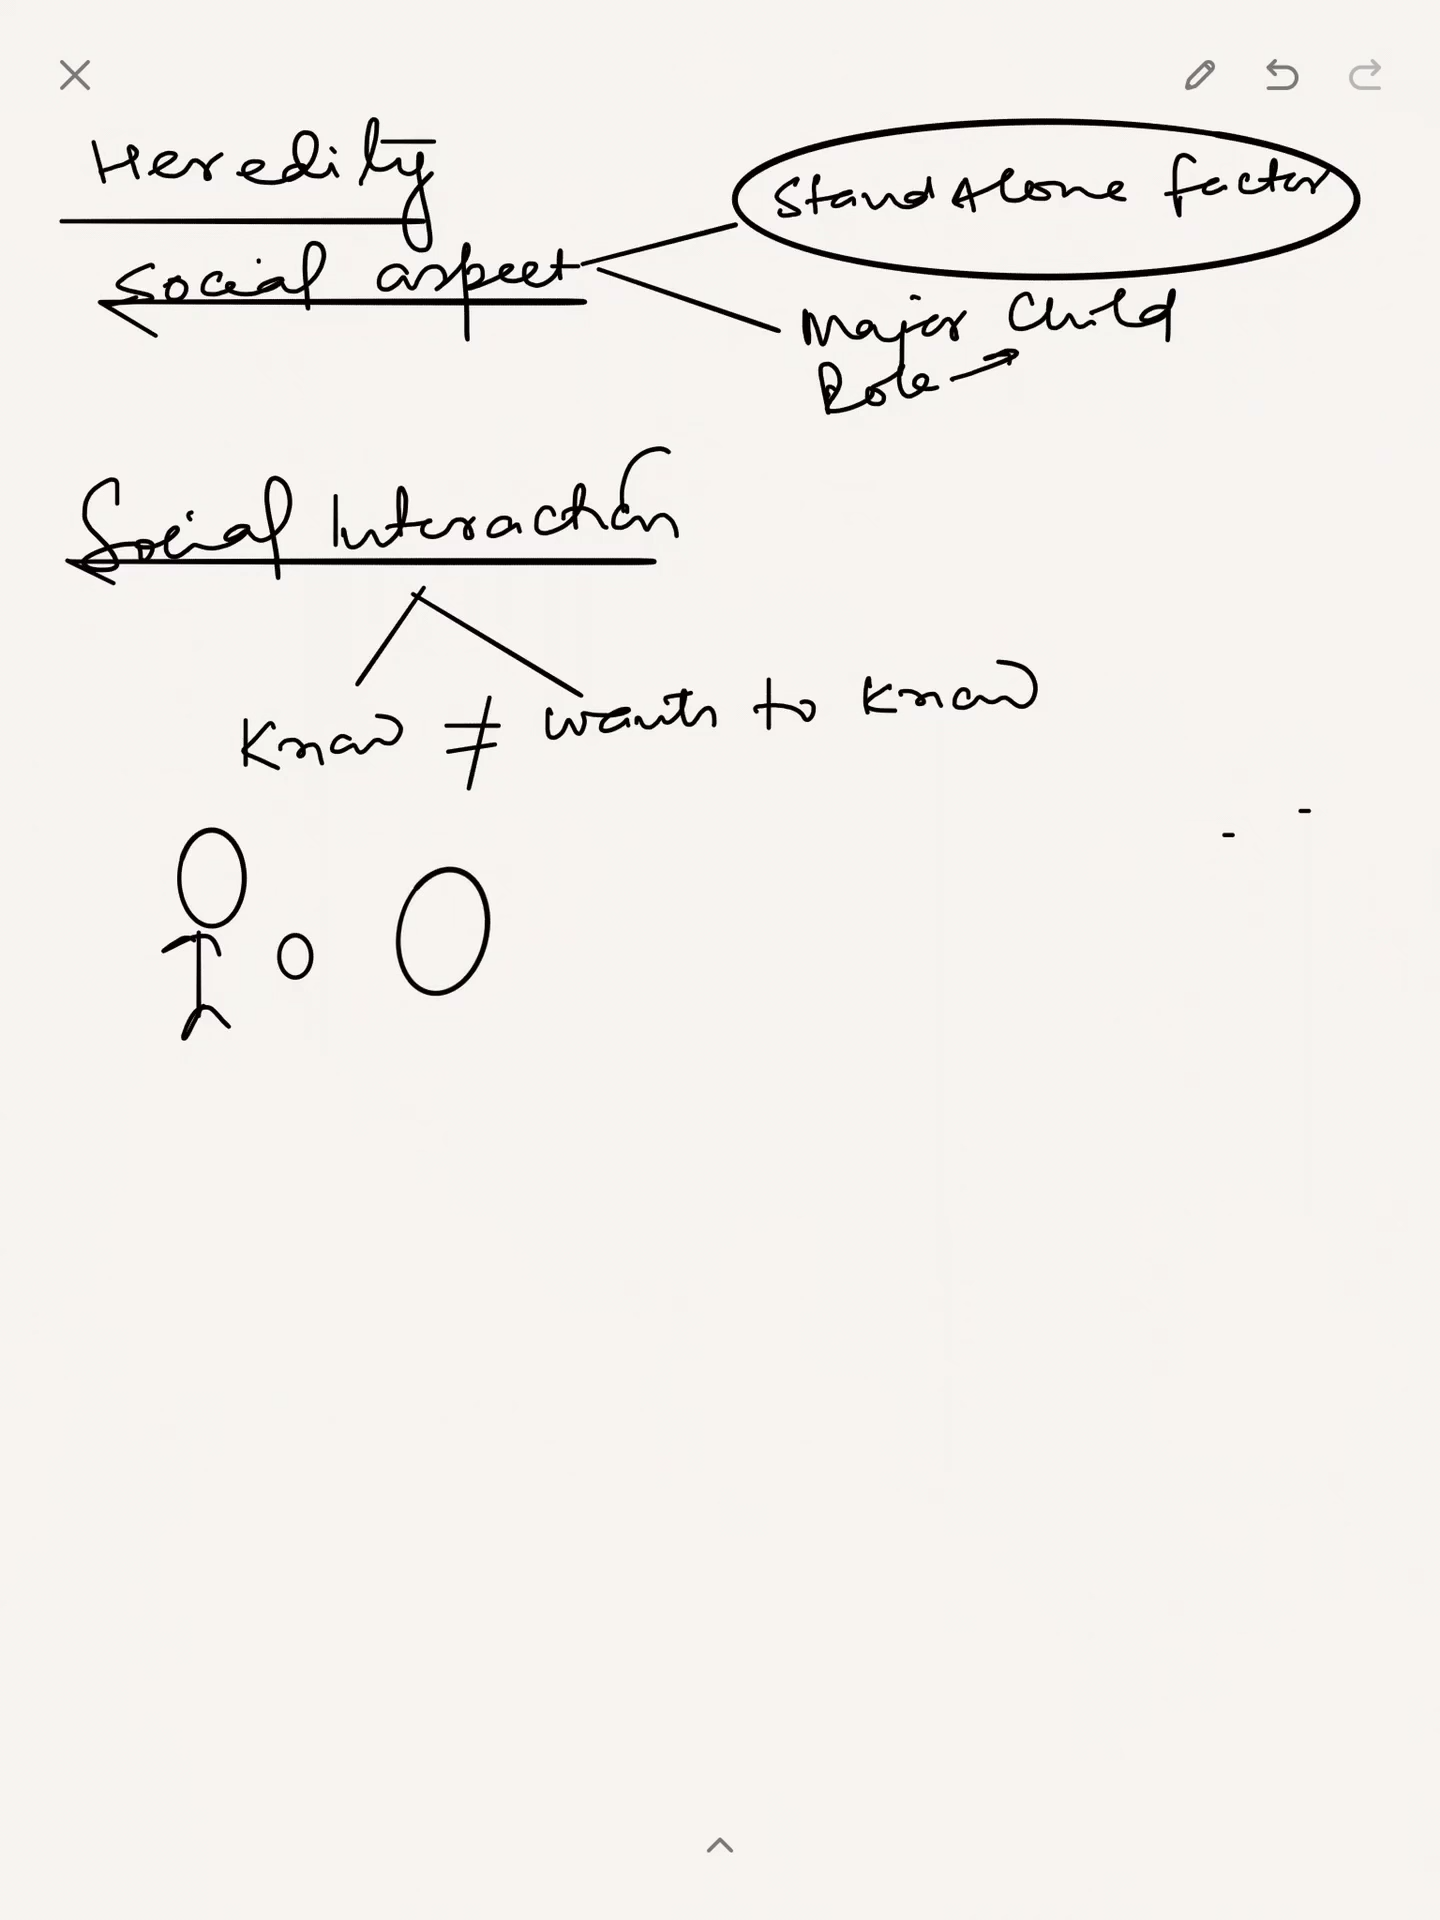 Heredity
Social aspect
Stand Alone factor
Major Child
Role →
Social Interaction
Know ≠ wants to know